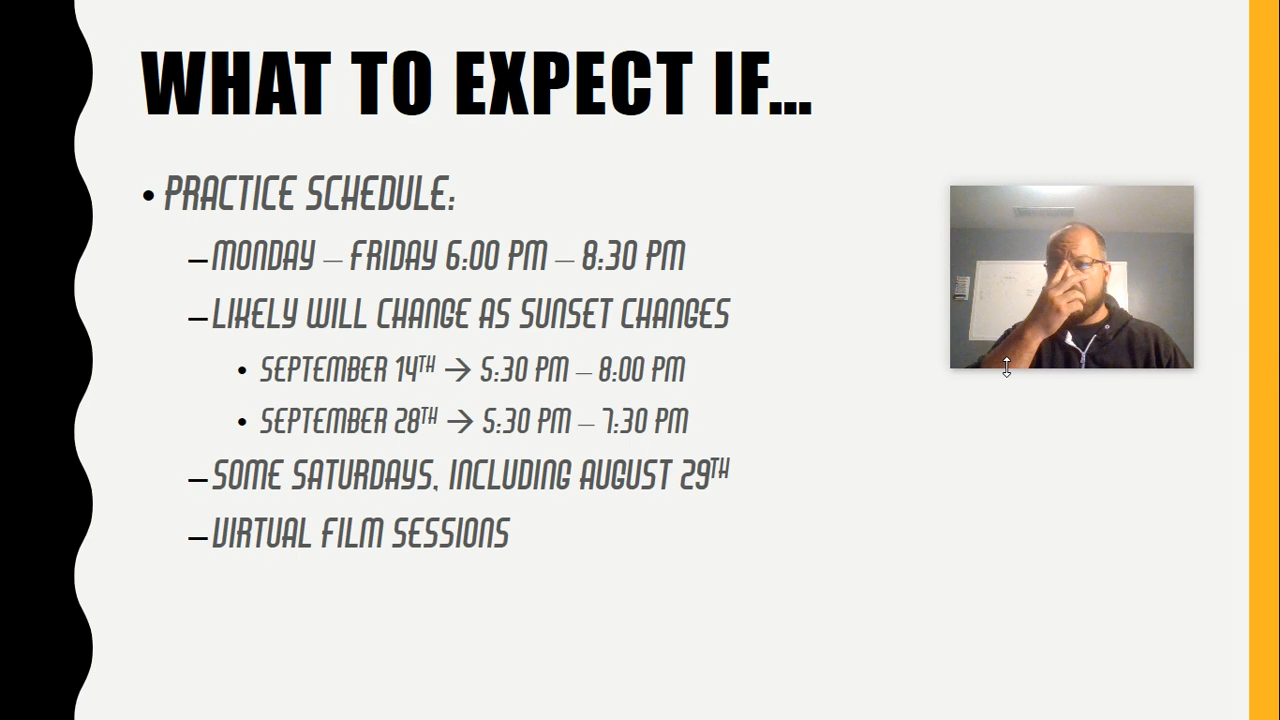 WHAT TO EXPECT IF...
• PRACTICE SCHEDULE:
– MONDAY – FRIDAY 6:00 PM – 8:30 PM
– LIKELY WILL CHANGE AS SUNSET CHANGES
• SEPTEMBER 14TH → 5:30 PM – 8:00 PM
• SEPTEMBER 28TH → 5:30 PM – 7:30 PM
– SOME SATURDAYS, INCLUDING AUGUST 29TH
– VIRTUAL FILM SESSIONS